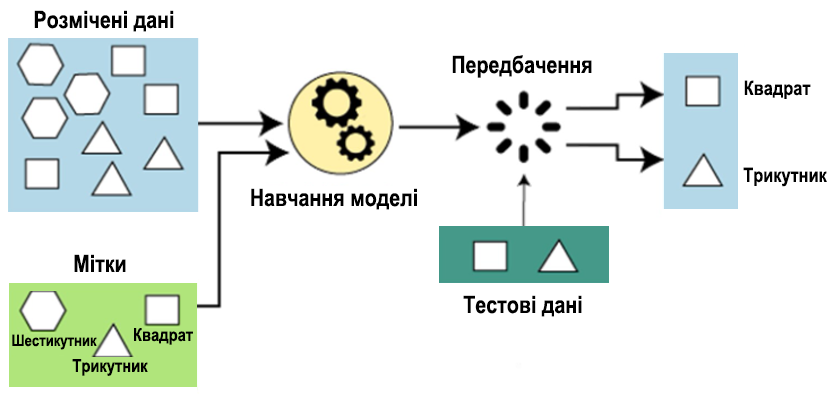 Розмічені дані
Передбачення
Квадрат
Трикутник
Навчання моделі
Мітки
Шестикутник
Квадрат
Трикутник
Тестові дані